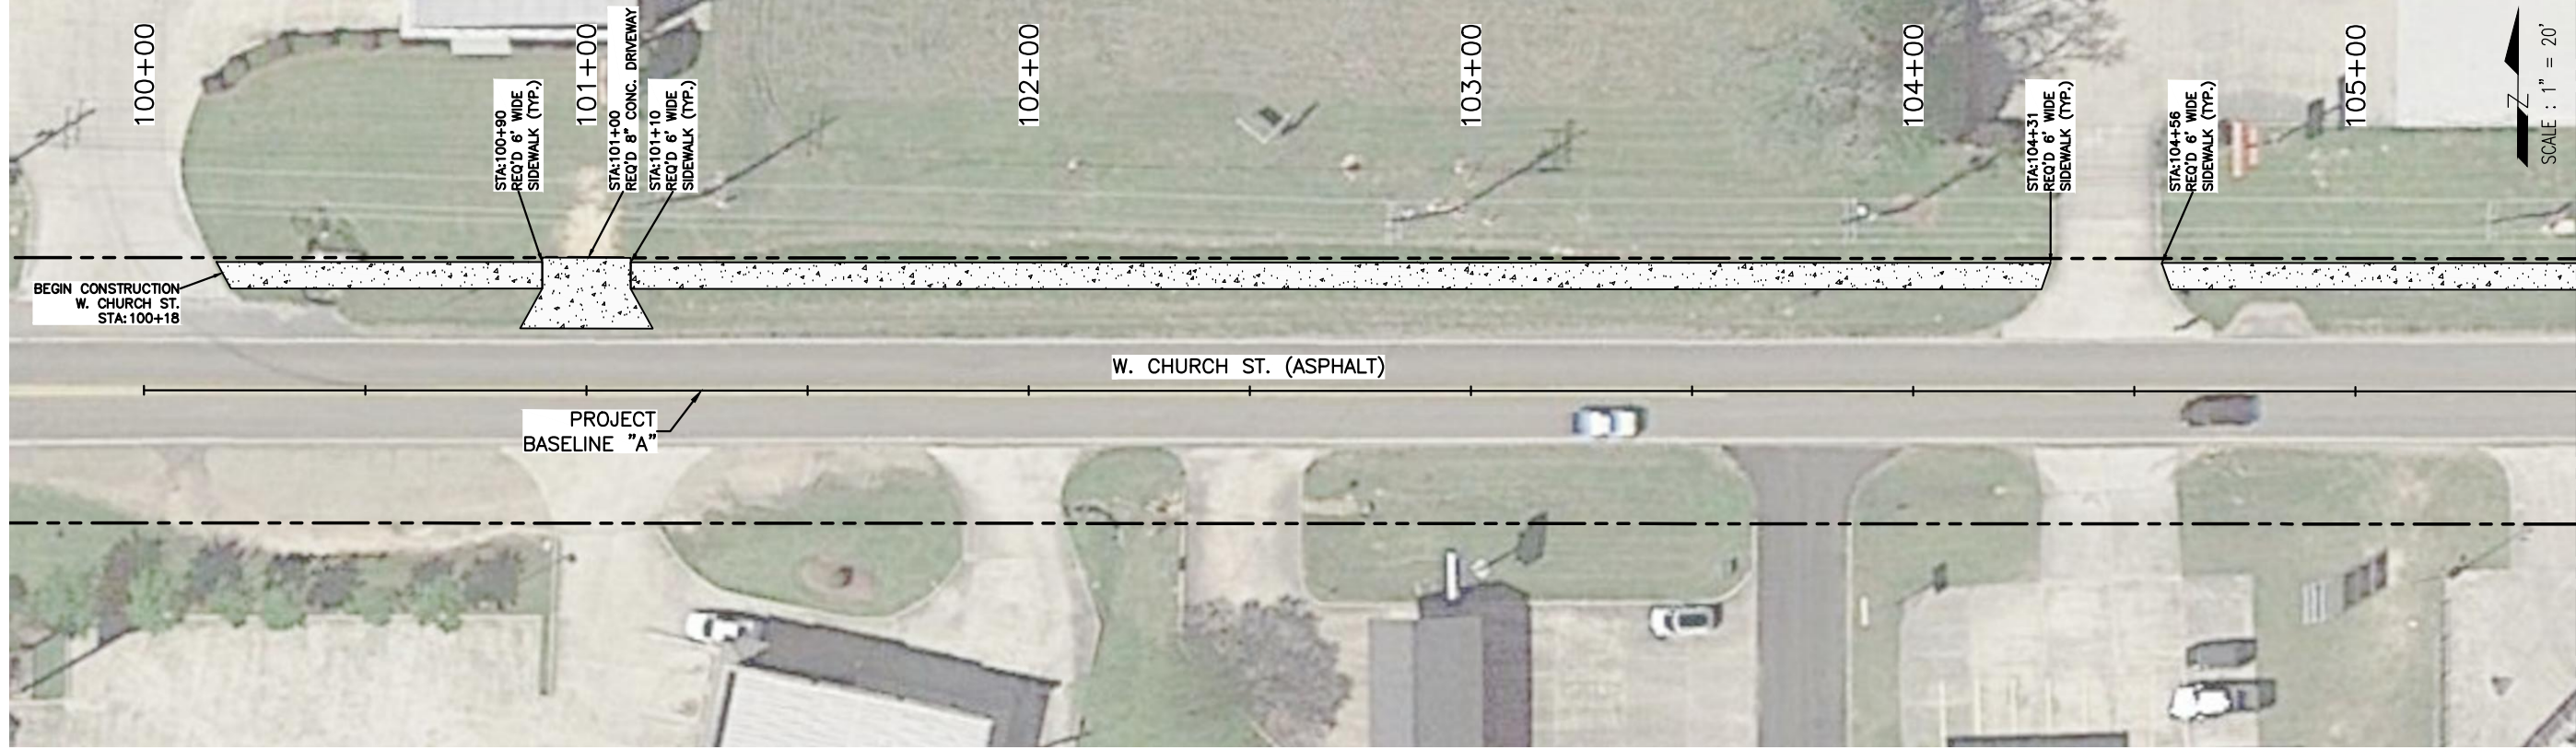 100+00
STA:100+90
REQ'D 6' WIDE
SIDEWALK (TYP.)
101+00
STA:101+00
REQ'D 8" CONC. DRIVEWAY
STA:101+10
REQ'D 6' WIDE
SIDEWALK (TYP.)
102+00
103+00
104+00
STA:104+31
REQ'D 6' WIDE
SIDEWALK (TYP.)
STA:104+56
REQ'D 6' WIDE
SIDEWALK (TYP.)
105+00
N
SCALE : 1" = 20'
BEGIN CONSTRUCTION
W. CHURCH ST.
STA:100+18
W. CHURCH ST. (ASPHALT)
PROJECT
BASELINE "A"